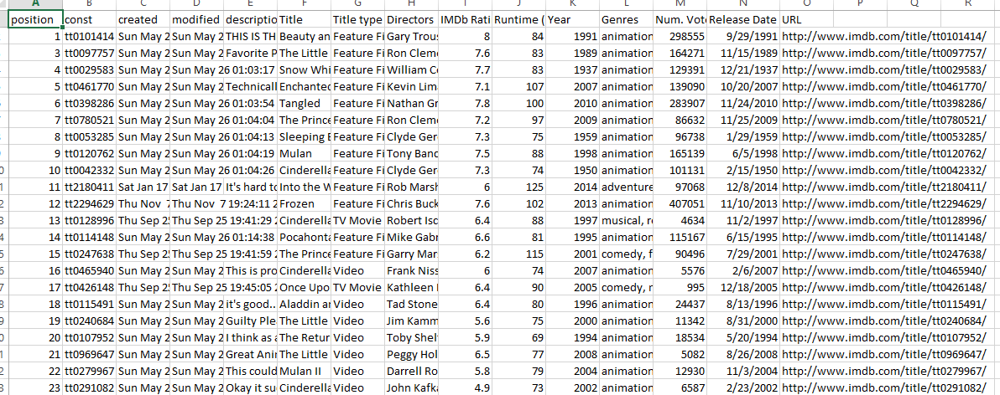 A B C D E F G H I J K L M N O P Q R
position const created modified descriptio Title Title type Directors IMDb Rati Runtime ( Year Genres Num. Vot Release Date URL
1 tt0101414 Sun May 2 Sun May 2 THIS IS TH Beauty an Feature Fi Gary Trous 8 84 1991 animation 298555 9/29/1991 http://www.imdb.com/title/tt0101414/
3 tt0097757 Sun May 2 Sun May 2 Favorite P The Little Feature Fi Ron Cleme 7.6 83 1989 animation 164271 11/15/1989 http://www.imdb.com/title/tt0097757/
4 tt0029583 Sun May 2 Sun May 26 01:03:17 Snow Whi Feature Fi William C 7.7 83 1937 animation 129391 12/21/1937 http://www.imdb.com/title/tt0029583/
5 tt0461770 Sun May 2 Sun May 2 Technicall Enchanted Feature Fi Kevin Lim 7.1 107 2007 animation 139090 10/20/2007 http://www.imdb.com/title/tt0461770/
6 tt0398286 Sun May 2 Sun May 26 01:03:54 Tangled Feature Fi Nathan Gr 7.8 100 2010 animation 283907 11/24/2010 http://www.imdb.com/title/tt0398286/
7 tt0780521 Sun May 2 Sun May 26 01:04:04 The Prince Feature Fi Ron Cleme 7.2 97 2009 animation 86632 11/25/2009 http://www.imdb.com/title/tt0780521/
8 tt0053285 Sun May 2 Sun May 26 01:04:13 Sleeping B Feature Fi Clyde Ger 7.3 75 1959 animation 96738 1/29/1959 http://www.imdb.com/title/tt0053285/
9 tt0120762 Sun May 2 Sun May 26 01:04:19 Mulan Feature Fi Tony Banc 7.5 88 1998 animation 165139 6/5/1998 http://www.imdb.com/title/tt0120762/
10 tt0042332 Sun May 2 Sun May 26 01:04:26 Cinderella Feature Fi Clyde Ger 7.3 74 1950 animation 101131 2/15/1950 http://www.imdb.com/title/tt0042332/
11 tt2180411 Sat Jan 17 Sat Jan 17 It's hard to Into the W Feature Fi Rob Marsh 6 125 2014 adventure 97068 12/8/2014 http://www.imdb.com/title/tt2180411/
12 tt2294629 Thu Nov 7 Thu Nov 7 19:24:11 2 Frozen Feature Fi Chris Buck 7.6 102 2013 animation 407051 11/10/2013 http://www.imdb.com/title/tt2294629/
13 tt0128996 Thu Sep 25 Thu Sep 25 19:41:29 2 Cinderella TV Movie Robert Isc 6.4 88 1997 musical, r 4634 11/2/1997 http://www.imdb.com/title/tt0128996/
14 tt0114148 Sun May 2 Sun May 26 01:14:38 Pocahonta Feature Fi Mike Gabr 6.6 81 1995 animation 115167 6/15/1995 http://www.imdb.com/title/tt0114148/
15 tt0247638 Thu Sep 25 Thu Sep 25 19:41:59 2 The Prince Feature Fi Garry Mar 6.2 115 2001 comedy, f 90496 7/29/2001 http://www.imdb.com/title/tt0247638/
16 tt0465940 Sun May 2 Sun May 2 This is pro Cinderella Video Frank Niss 6 74 2007 animation 5576 2/6/2007 http://www.imdb.com/title/tt0465940/
17 tt0426148 Thu Sep 25 Thu Sep 25 19:45:05 2 Once Upo TV Movie Kathleen 6.4 90 2005 comedy, r 995 12/18/2005 http://www.imdb.com/title/tt0426148/
18 tt0115491 Sun May 2 Sun May 2 it's good.. Aladdin an Video Tad Stone 6.4 80 1996 animation 24437 8/13/1996 http://www.imdb.com/title/tt0115491/
19 tt0240684 Sun May 2 Sun May 2 Guilty Ple The Little Video Jim Kamm 5.6 75 2000 animation 11342 8/31/2000 http://www.imdb.com/title/tt0240684/
20 tt0107952 Sun May 2 Sun May 2 I think as a The Retur Video Toby Shel 5.9 69 1994 animation 18534 5/20/1994 http://www.imdb.com/title/tt0107952/
21 tt0969647 Sun May 2 Sun May 2 Great Ani The Little Video Peggy Hol 6.5 77 2008 animation 5082 8/26/2008 http://www.imdb.com/title/tt0969647/
22 tt0279967 Sun May 2 Sun May 2 This could Mulan II Video Darrell Ro 5.8 79 2004 animation 12930 11/3/2004 http://www.imdb.com/title/tt0279967/
23 tt0291082 Sun May 2 Sun May 2 Okay it su Cinderella Video John Kafka 4.9 73 2002 animation 6587 2/23/2002 http://www.imdb.com/title/tt0291082/